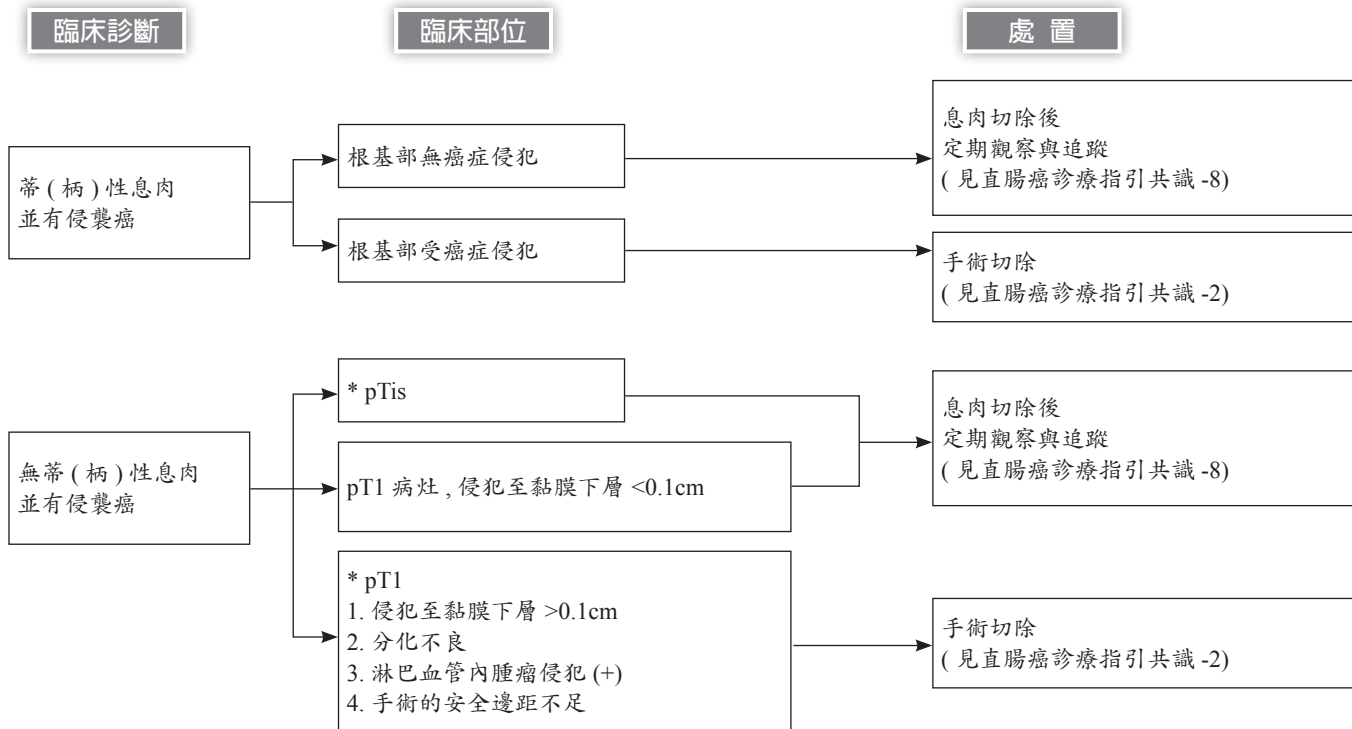 臨床診斷
臨床部位
處 置
蒂 ( 柄 ) 性息肉
並有侵襲癌
根基部無癌症侵犯
息肉切除後
定期觀察與追蹤
( 見直腸癌診療指引共識 -8)
根基部受癌症侵犯
手術切除
( 見直腸癌診療指引共識 -2)
無蒂 ( 柄 ) 性息肉
並有侵襲癌
* pTis
pT1 病灶 , 侵犯至黏膜下層 <0.1cm
息肉切除後
定期觀察與追蹤
( 見直腸癌診療指引共識 -8)
* pT1
1. 侵犯至黏膜下層 >0.1cm
2. 分化不良
3. 淋巴血管內腫瘤侵犯 (+)
4. 手術的安全邊距不足
手術切除
( 見直腸癌診療指引共識 -2)